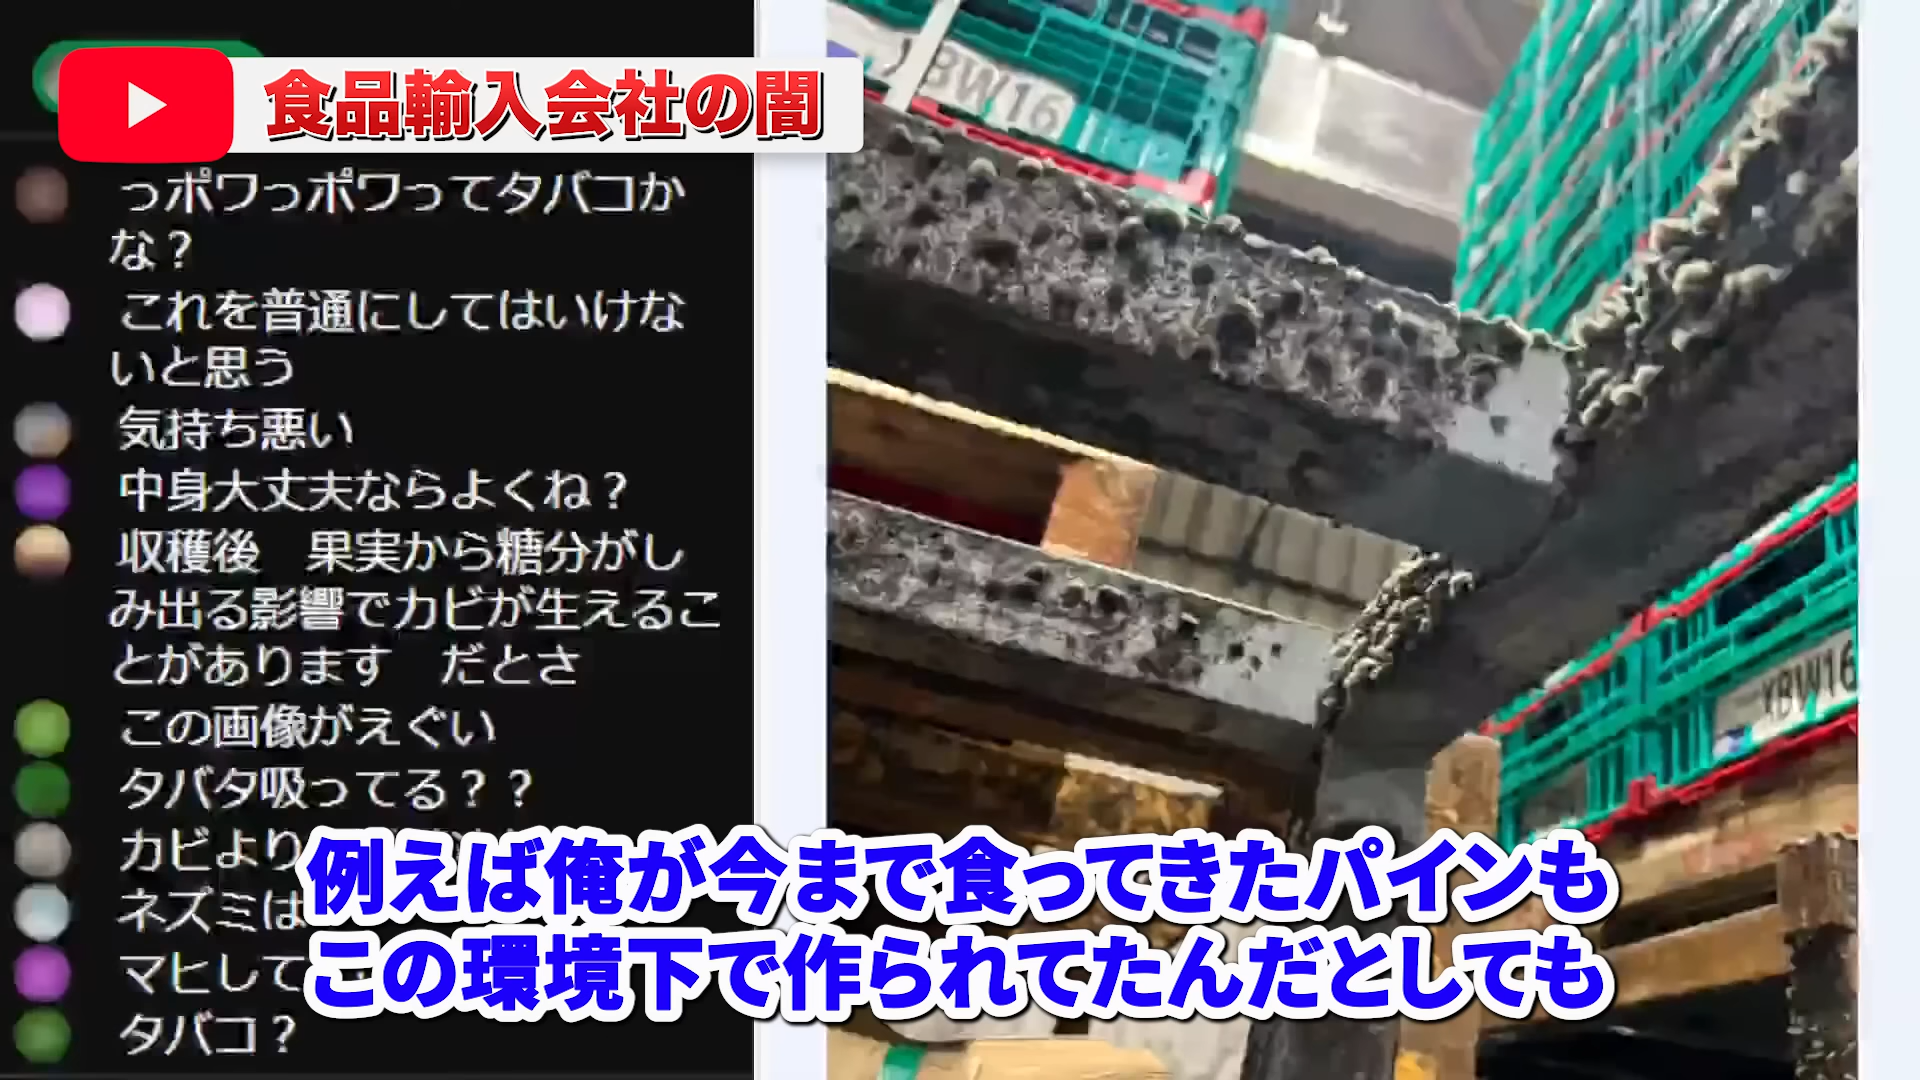 食品輸入会社の闇
っポワっポワってタバコか
な？
これを普通にしてはいけな
いと思う
気持ち悪い
中身大丈夫ならよくね？
収穫後　果実から糖分がし
み出る影響でカビが生えるこ
とがあります　だとさ
この画像がえぐい
タバタ吸ってる？？
カビより
ネズミは
マヒして
タバコ？
YBW16
YBW16
例えば俺が今まで食ってきたパインも
この環境下で作られてたんだとしても